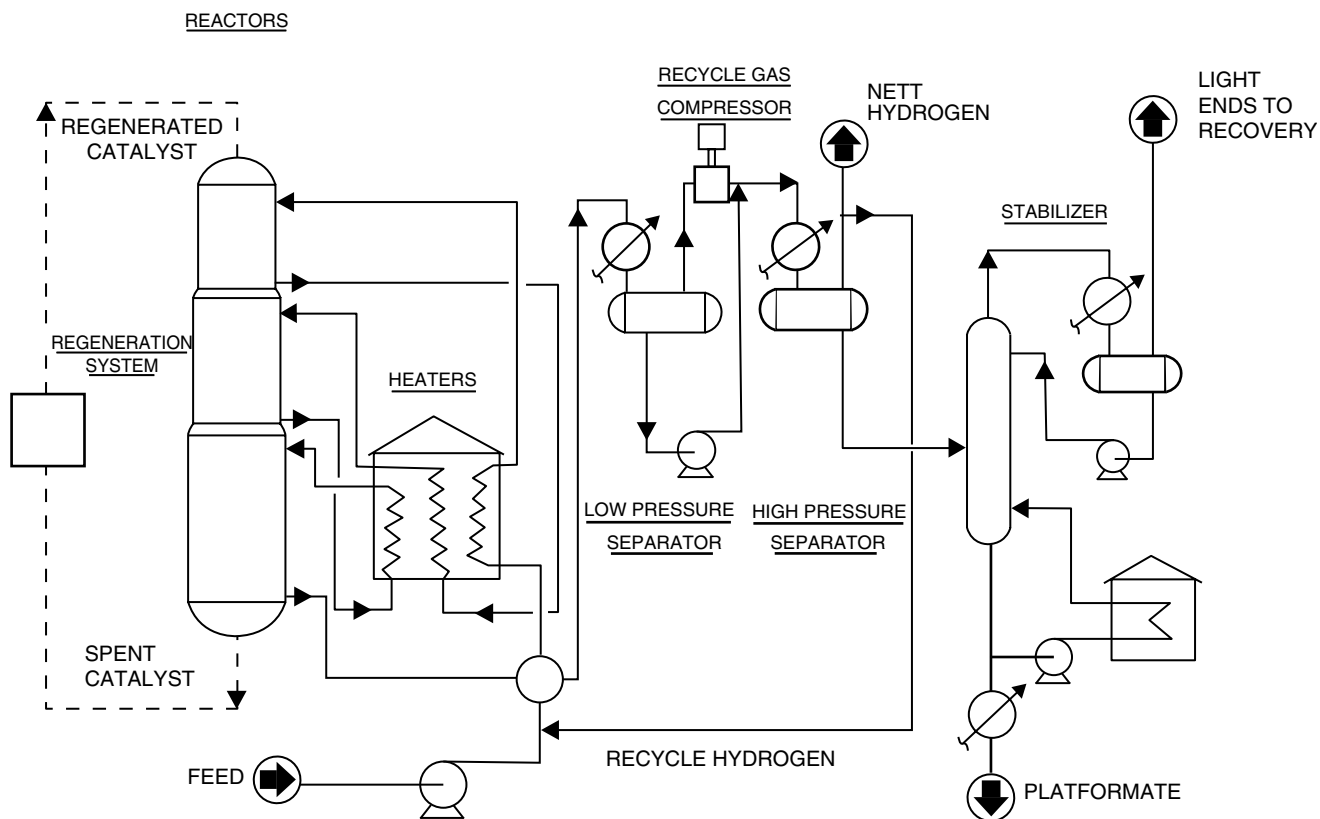 REACTORS
REGENERATED
CATALYST
RECYCLE GAS
COMPRESSOR
NETT
HYDROGEN
LIGHT
ENDS TO
RECOVERY
STABILIZER
REGENERATION
SYSTEM
HEATERS
LOW PRESSURE
SEPARATOR
HIGH PRESSURE
SEPARATOR
SPENT
CATALYST
RECYCLE HYDROGEN
FEED
PLATFORMATE